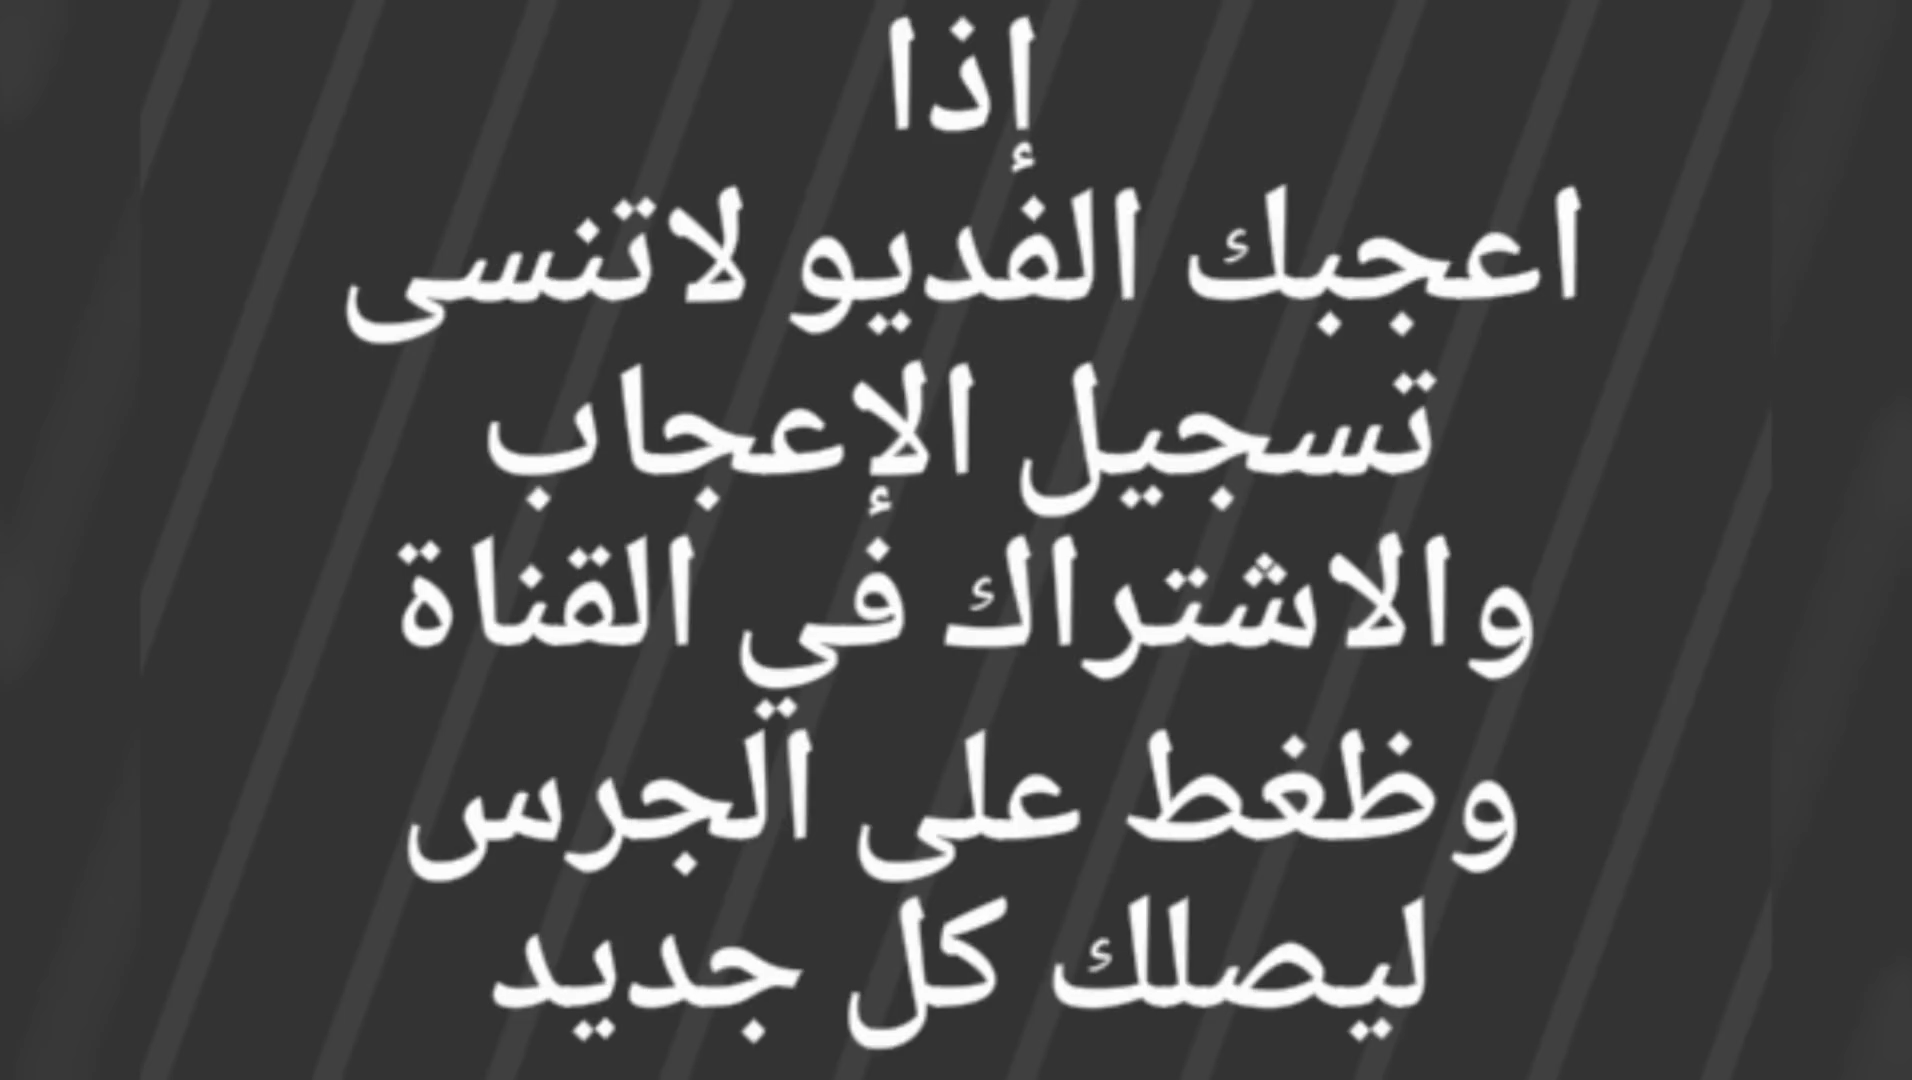 إذا
اعجبك الفديو لاتنسى
تسجيل الإعجاب
والاشتراك في القناة
وظغط على الجرس
ليصلك كل جديد